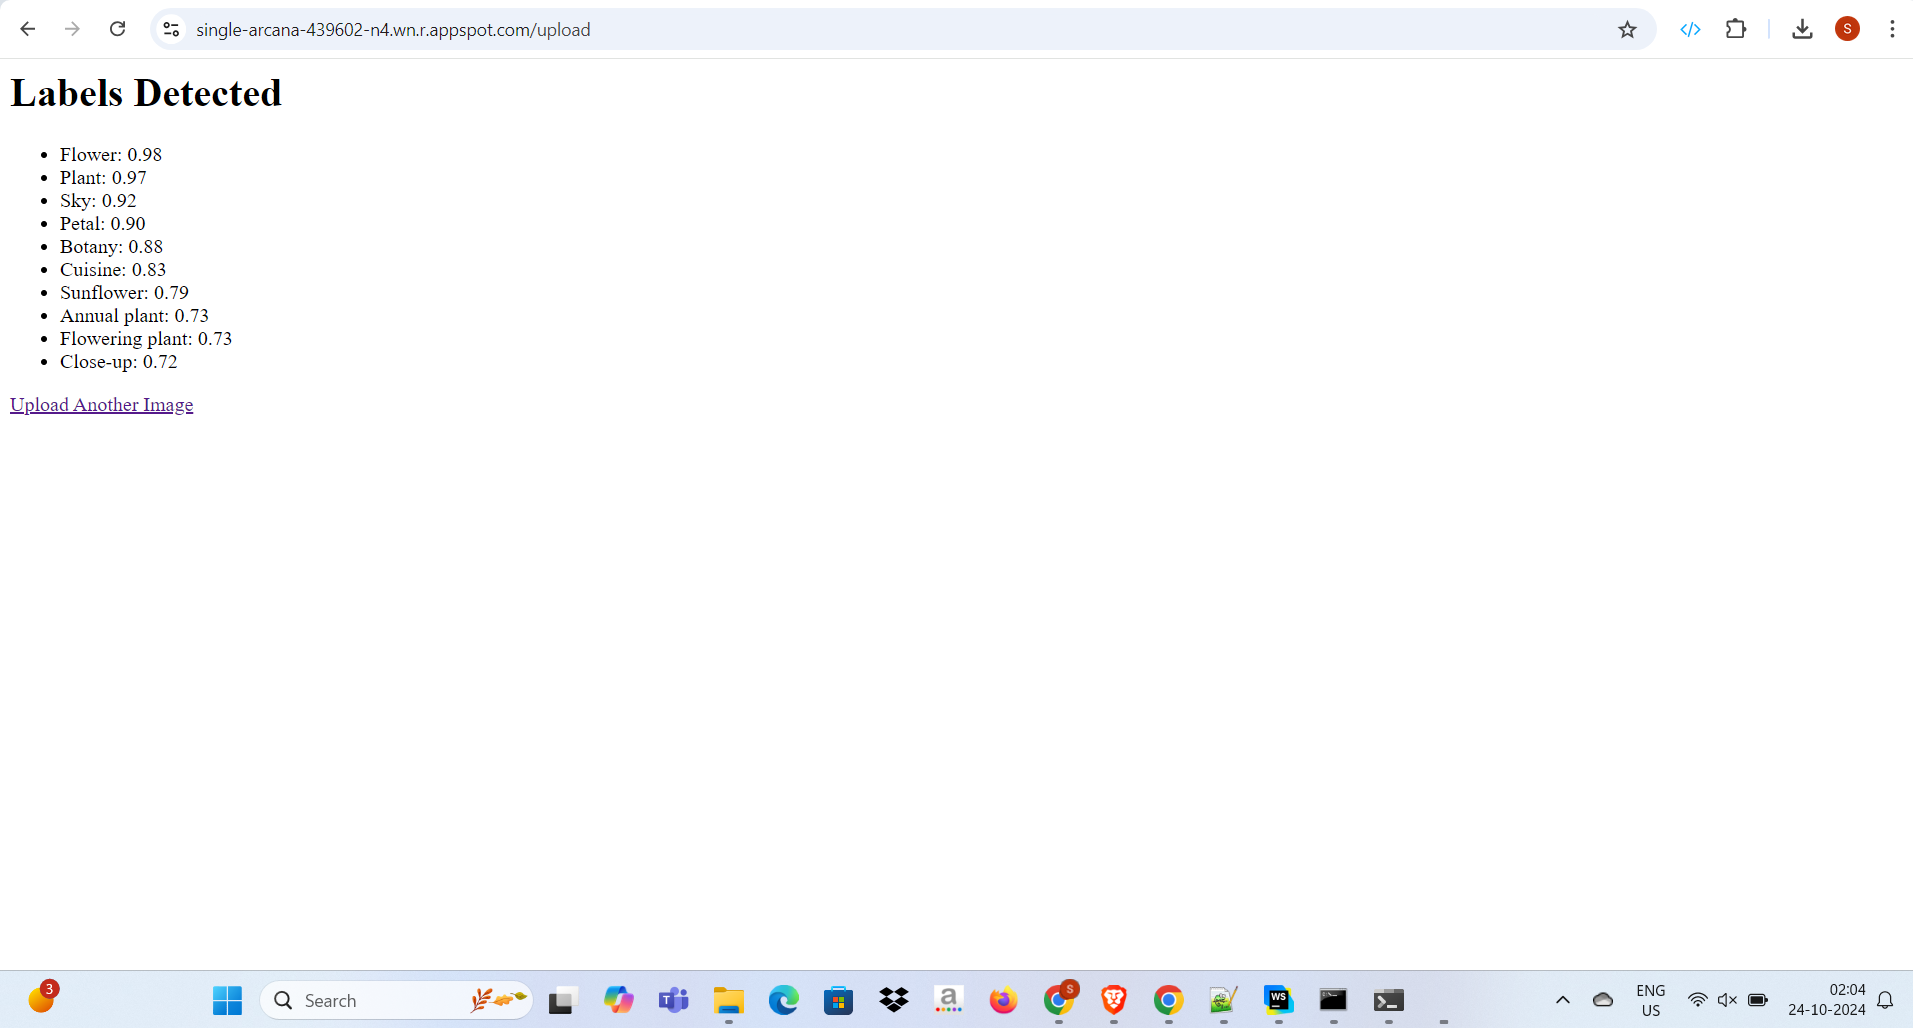 single-arcana-439602-n4.wn.r.appspot.com/upload
S
Labels Detected
Flower: 0.98
Plant: 0.97
Sky: 0.92
Petal: 0.90
Botany: 0.88
Cuisine: 0.83
Sunflower: 0.79
Annual plant: 0.73
Flowering plant: 0.73
Close-up: 0.72
Upload Another Image
3
Search
T
a
S
WS
ENG
US
02:04
24-10-2024